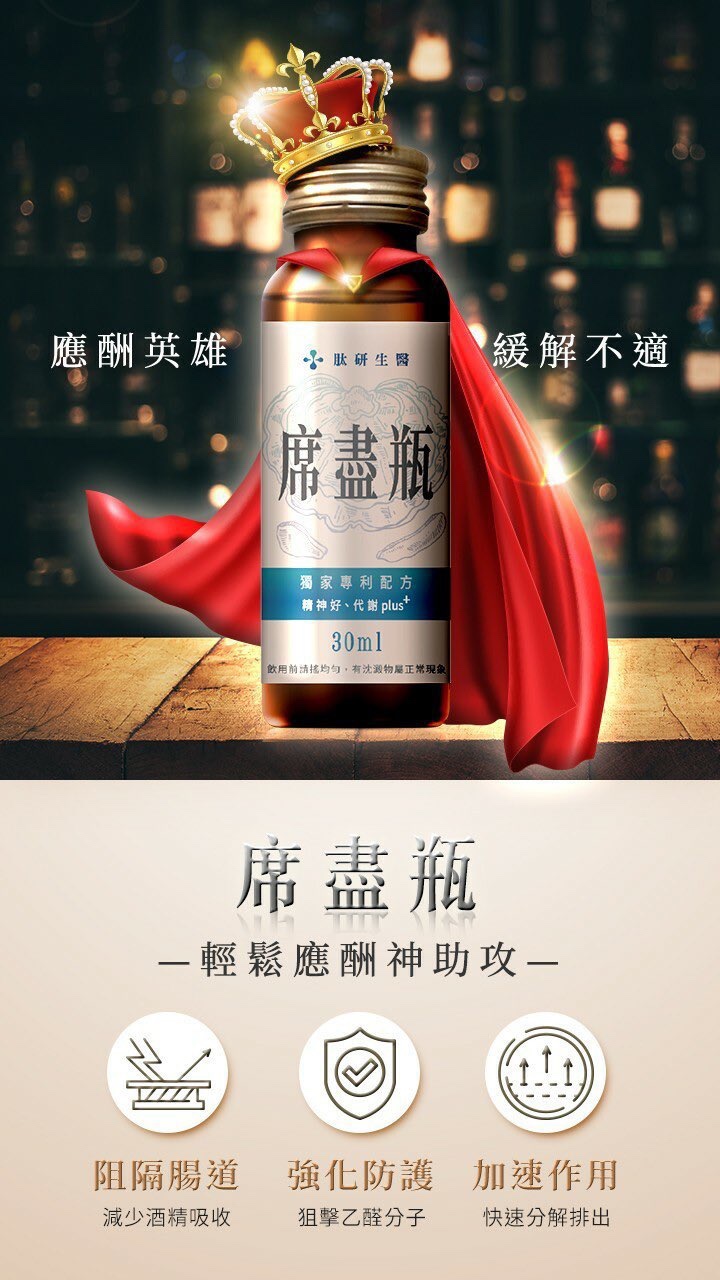 應酬英雄
緩解不適
肽研生醫
席盡瓶
獨家專利配方
精神好、代謝plus+
30ml
飲用前請搖均勻，有沈澱物屬正常現象
席盡瓶
—輕鬆應酬神助攻—
阻隔腸道
強化防護
加速作用
減少酒精吸收
狙擊乙醛分子
快速分解排出